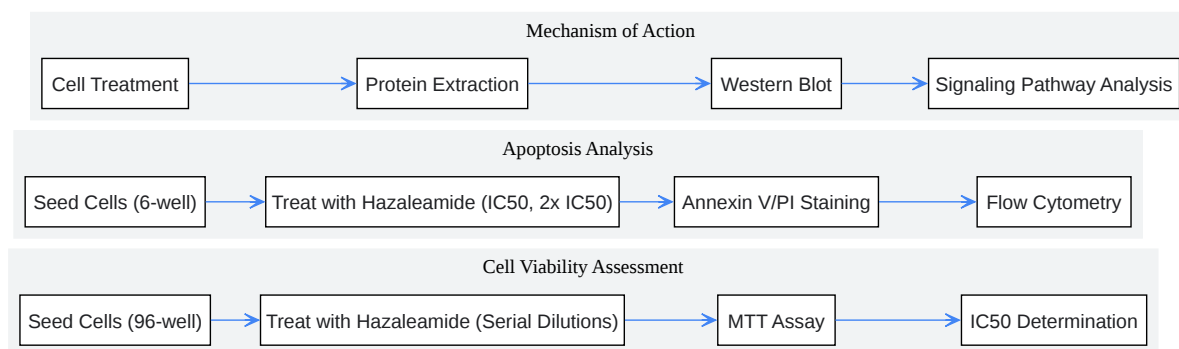 Mechanism of Action
Cell Treatment
Protein Extraction
Western Blot
Signaling Pathway Analysis
Apoptosis Analysis
Seed Cells (6-well)
Treat with Hazaleamide (IC50, 2x IC50)
Annexin V/PI Staining
Flow Cytometry
Cell Viability Assessment
Seed Cells (96-well)
Treat with Hazaleamide (Serial Dilutions)
MTT Assay
IC50 Determination